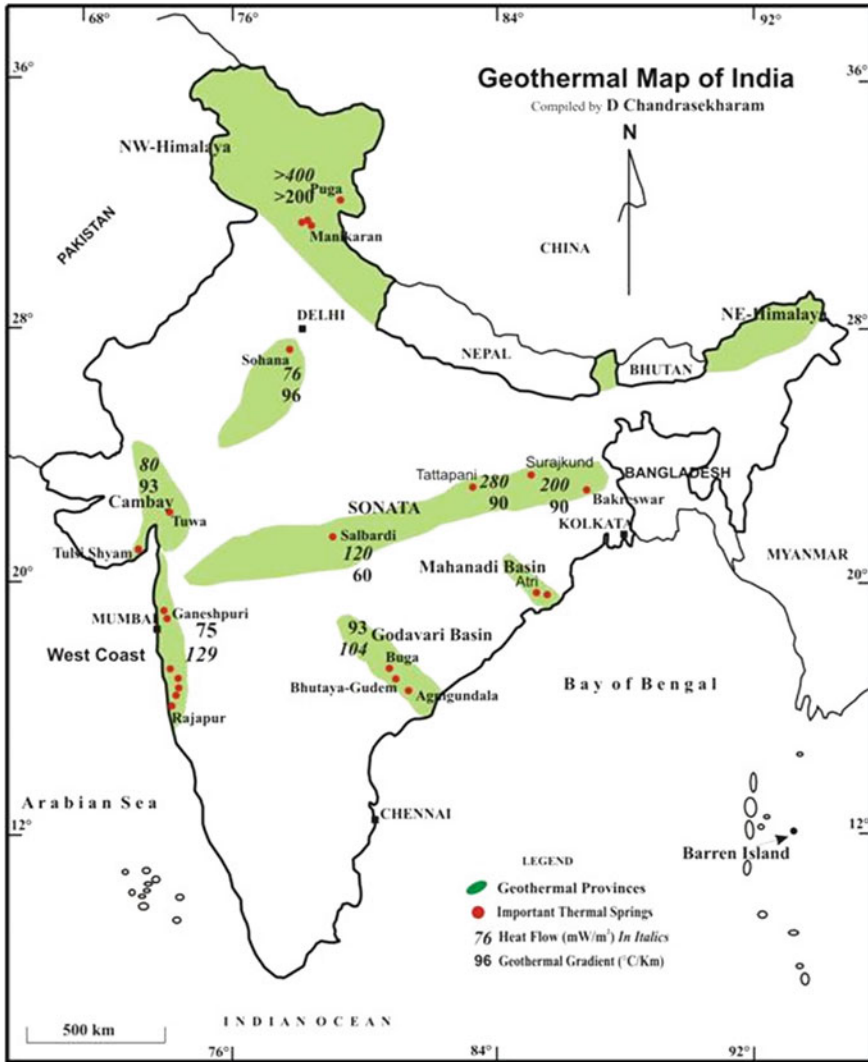 68°
76°
84°
92°
36°
36°
Geothermal Map of India
Compiled by D Chandrasekharam
N
NW-Himalaya
>400
>200
Puga
Manikaran
PAKISTAN
CHINA
28°
28°
DELHI
NE-Himalaya
NEPAL
BHUTAN
Sohana
76
96
80
93
Cambay
Tuwa
Tulsi Shyam
Tattapani
Surajkund
280
200
90
90
BANGLADESH
Bakreswar
SONATA
KOLKATA
Salbardi
120
60
MYANMAR
20°
20°
Mahanadi Basin
Atri
MUMBAI
Ganeshpuri
75
129
West Coast
Rajapur
93
104
Godavari Basin
Buga
Bhutaya-Gudem
Agnigundala
Bay of Bengal
Arabian Sea
CHENNAI
12°
12°
Barren Island
LEGEND
Geothermal Provinces
Important Thermal Springs
76 Heat Flow (mW/m²) In Italics
96 Geothermal Gradient (°C/Km)
500 km
INDIAN OCEAN
76°
84°
92°